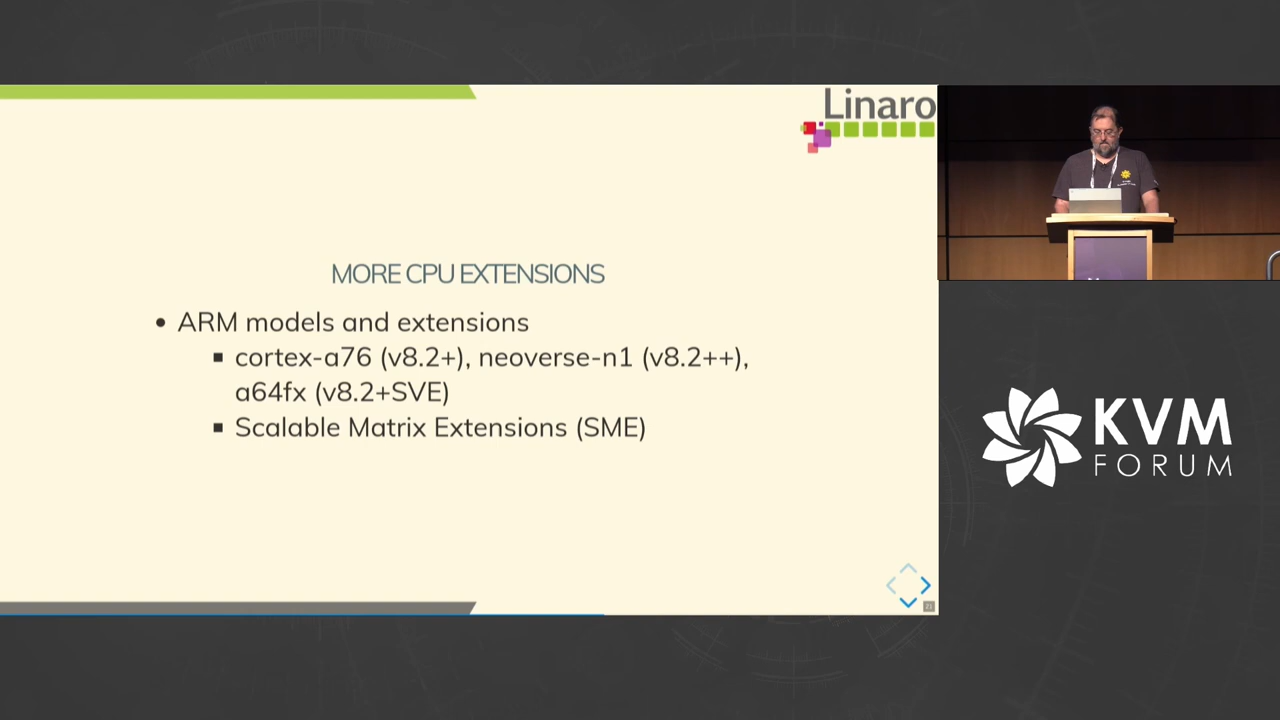 Linaro
MORE CPU EXTENSIONS
• ARM models and extensions
▪ cortex-a76 (v8.2+), neoverse-n1 (v8.2++),
a64fx (v8.2+SVE)
▪ Scalable Matrix Extensions (SME)
21
KVM
FORUM